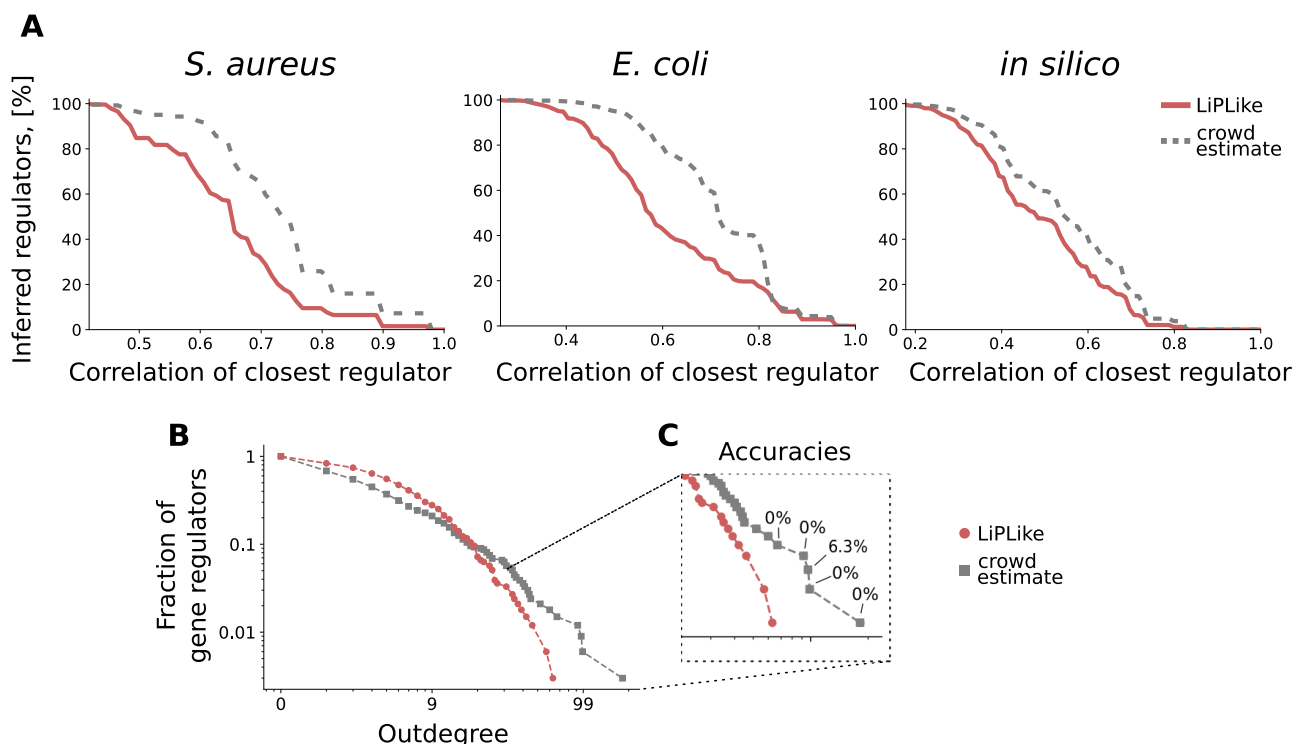 A
S. aureus
E. coli
in silico
Inferred regulators, [%]
100
80
60
40
20
0
0.5
0.6
0.7
0.8
0.9
1.0
Correlation of closest regulator
100
80
60
40
20
0
0.4
0.6
0.8
1.0
Correlation of closest regulator
100
80
60
40
20
0
0.2
0.4
0.6
0.8
1.0
Correlation of closest regulator
LiPLike
crowd
estimate
B
Fraction of
gene regulators
1
0.1
0.01
0
9
99
Outdegree
C
Accuracies
0%
0%
6.3%
0%
0%
LiPLike
crowd
estimate